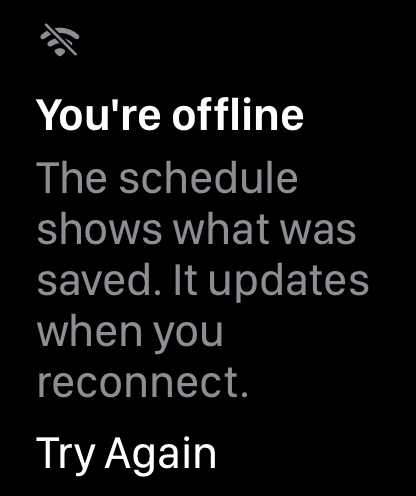 You're offline
The schedule
shows what was
saved. It updates
when you
reconnect.
Try Again